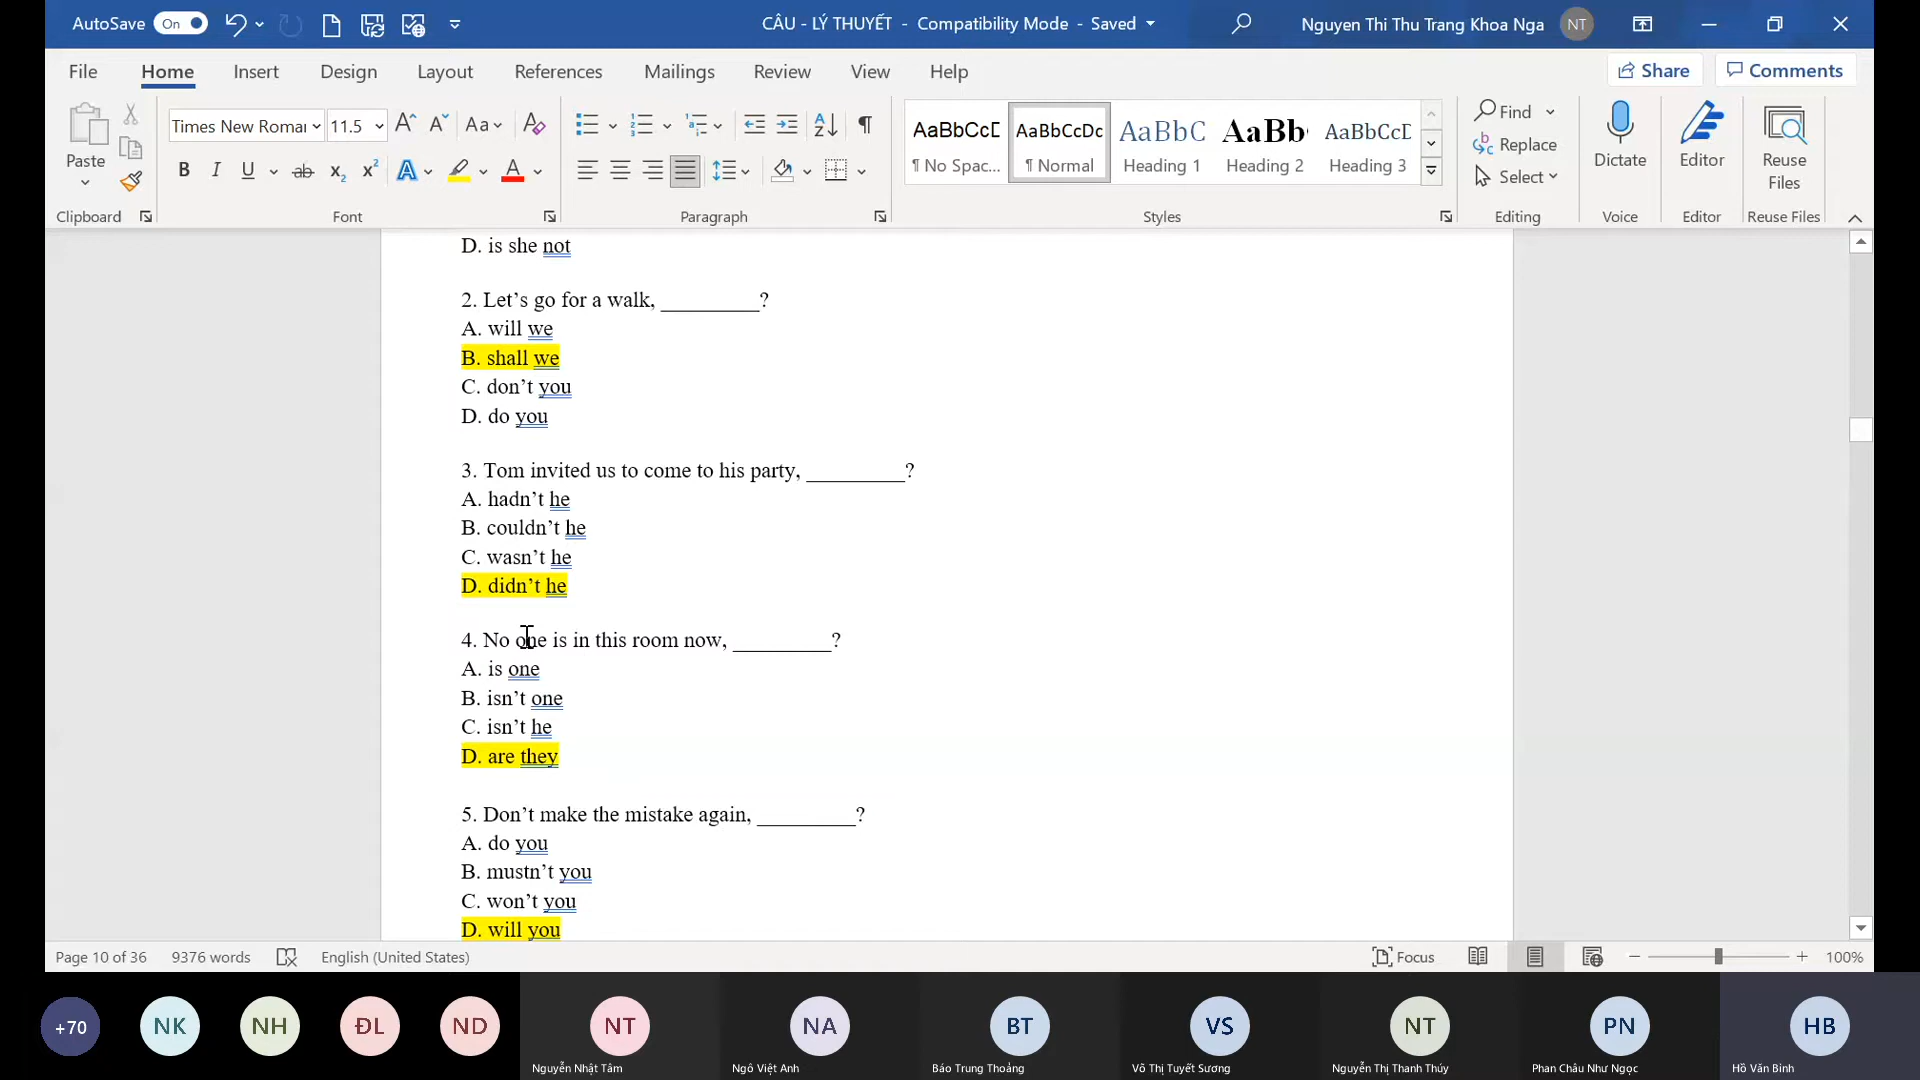 AutoSave On CÂU - LÝ THUYẾT - Compatibility Mode - Saved Nguyen Thi Thu Trang Khoa Nga NT
File Home Insert Design Layout References Mailings Review View Help Share Comments
Paste
Times New Romar 11.5 Aa
B I U ab x₂ x² A A
AaBbCcD AaBbCcDc AaBbC AaBb( AaBbCcD
¶ No Spac... ¶ Normal Heading 1 Heading 2 Heading 3
Find
Replace
Select
Dictate
Editor
Reuse
Files
Clipboard Font Paragraph Styles Editing Voice Editor Reuse Files
D. is she not
2. Let’s go for a walk, _________?
A. will we
B. shall we
C. don’t you
D. do you
3. Tom invited us to come to his party, _________?
A. hadn’t he
B. couldn’t he
C. wasn’t he
D. didn’t he
4. No one is in this room now, _________?
A. is one
B. isn’t one
C. isn’t he
D. are they
5. Don’t make the mistake again, _________?
A. do you
B. mustn’t you
C. won’t you
D. will you
Page 10 of 36 9376 words English (United States) Focus 100%
+70 NK NH ĐL ND NT NA BT VS NT PN HB
Nguyễn Nhật Tâm Ngô Việt Anh Báo Trung Thoảng Võ Thị Tuyết Sương Nguyễn Thị Thanh Thúy Phan Châu Như Ngọc Hồ Văn Bình